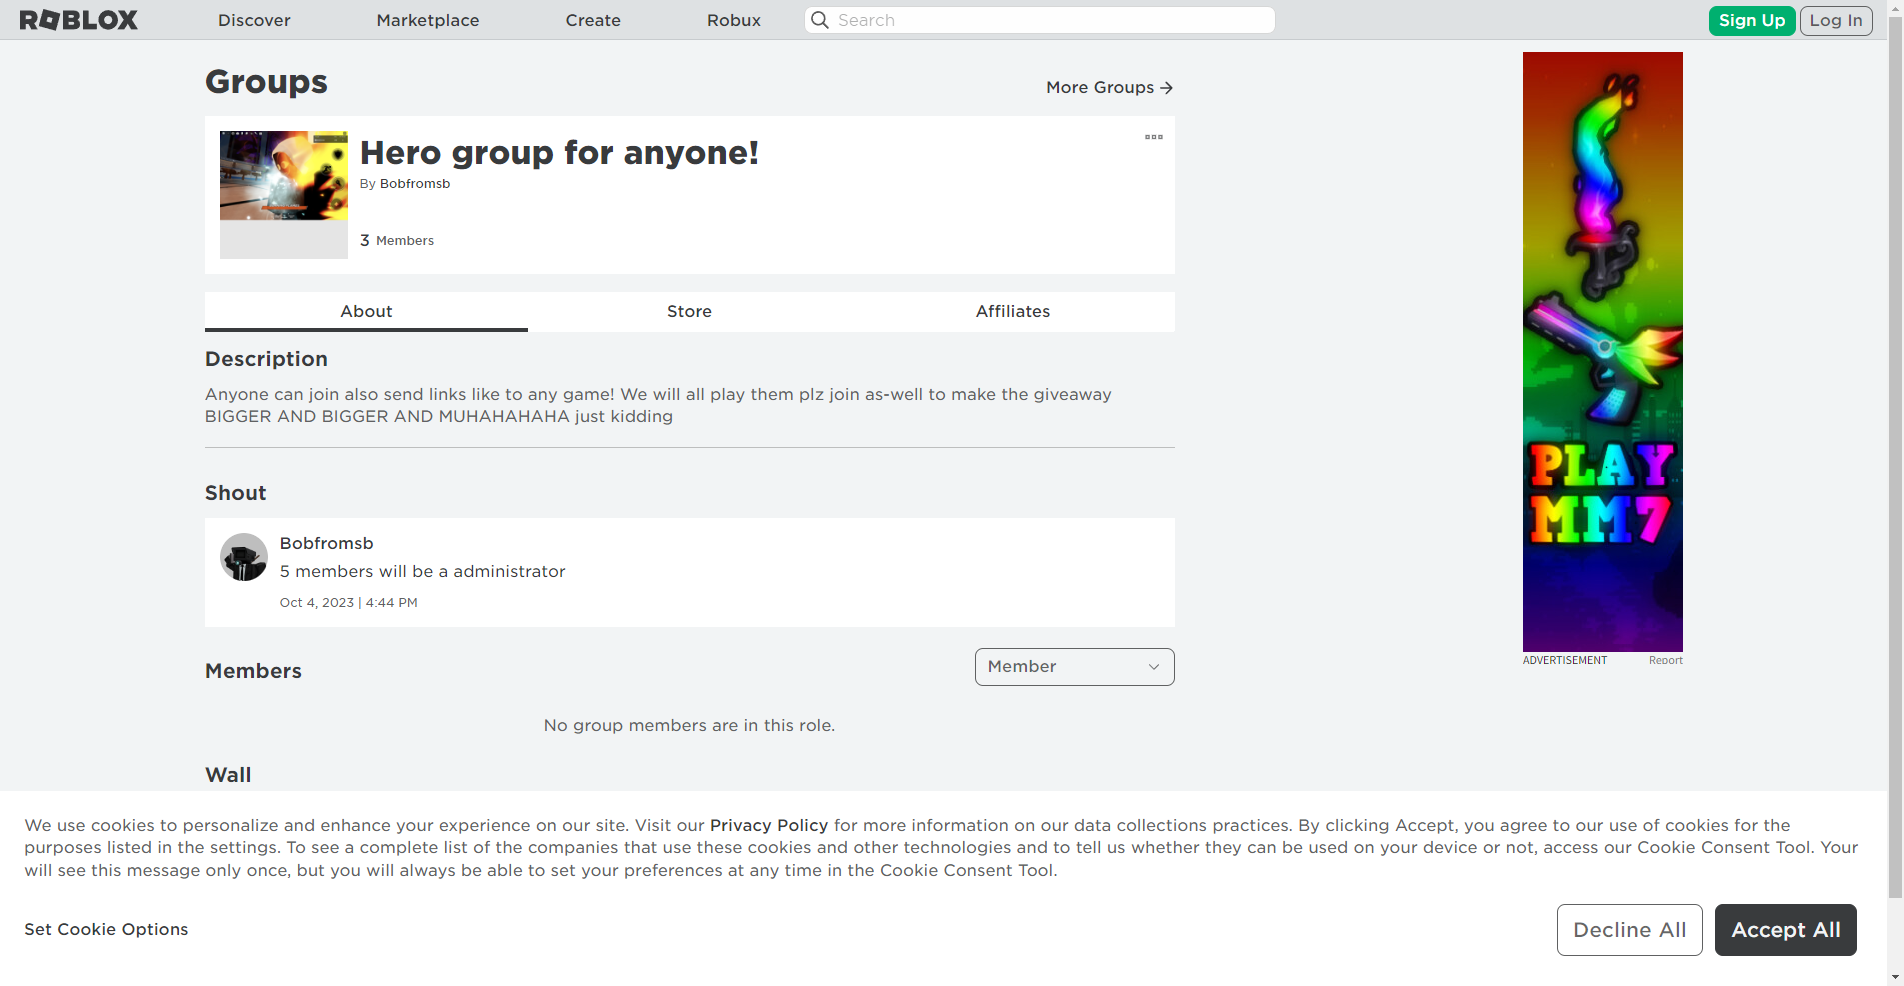 ROBLOX
Discover
Marketplace
Create
Robux
Search
Sign Up
Log In
Groups
More Groups
Hero group for anyone!
By Bobfromsb
3 Members
About
Store
Affiliates
Description
Anyone can join also send links like to any game! We will all play them plz join as-well to make the giveaway
BIGGER AND BIGGER AND MUHAHAHAHA just kidding
Shout
Bobfromsb
5 members will be a administrator
Oct 4, 2023 | 4:44 PM
Members
Member
No group members are in this role.
Wall
PLAY
MM7
ADVERTISEMENT
Report
We use cookies to personalize and enhance your experience on our site. Visit our Privacy Policy for more information on our data collections practices. By clicking Accept, you agree to our use of cookies for the
purposes listed in the settings. To see a complete list of the companies that use these cookies and other technologies and to tell us whether they can be used on your device or not, access our Cookie Consent Tool. Your
will see this message only once, but you will always be able to set your preferences at any time in the Cookie Consent Tool.
Set Cookie Options
Decline All
Accept All